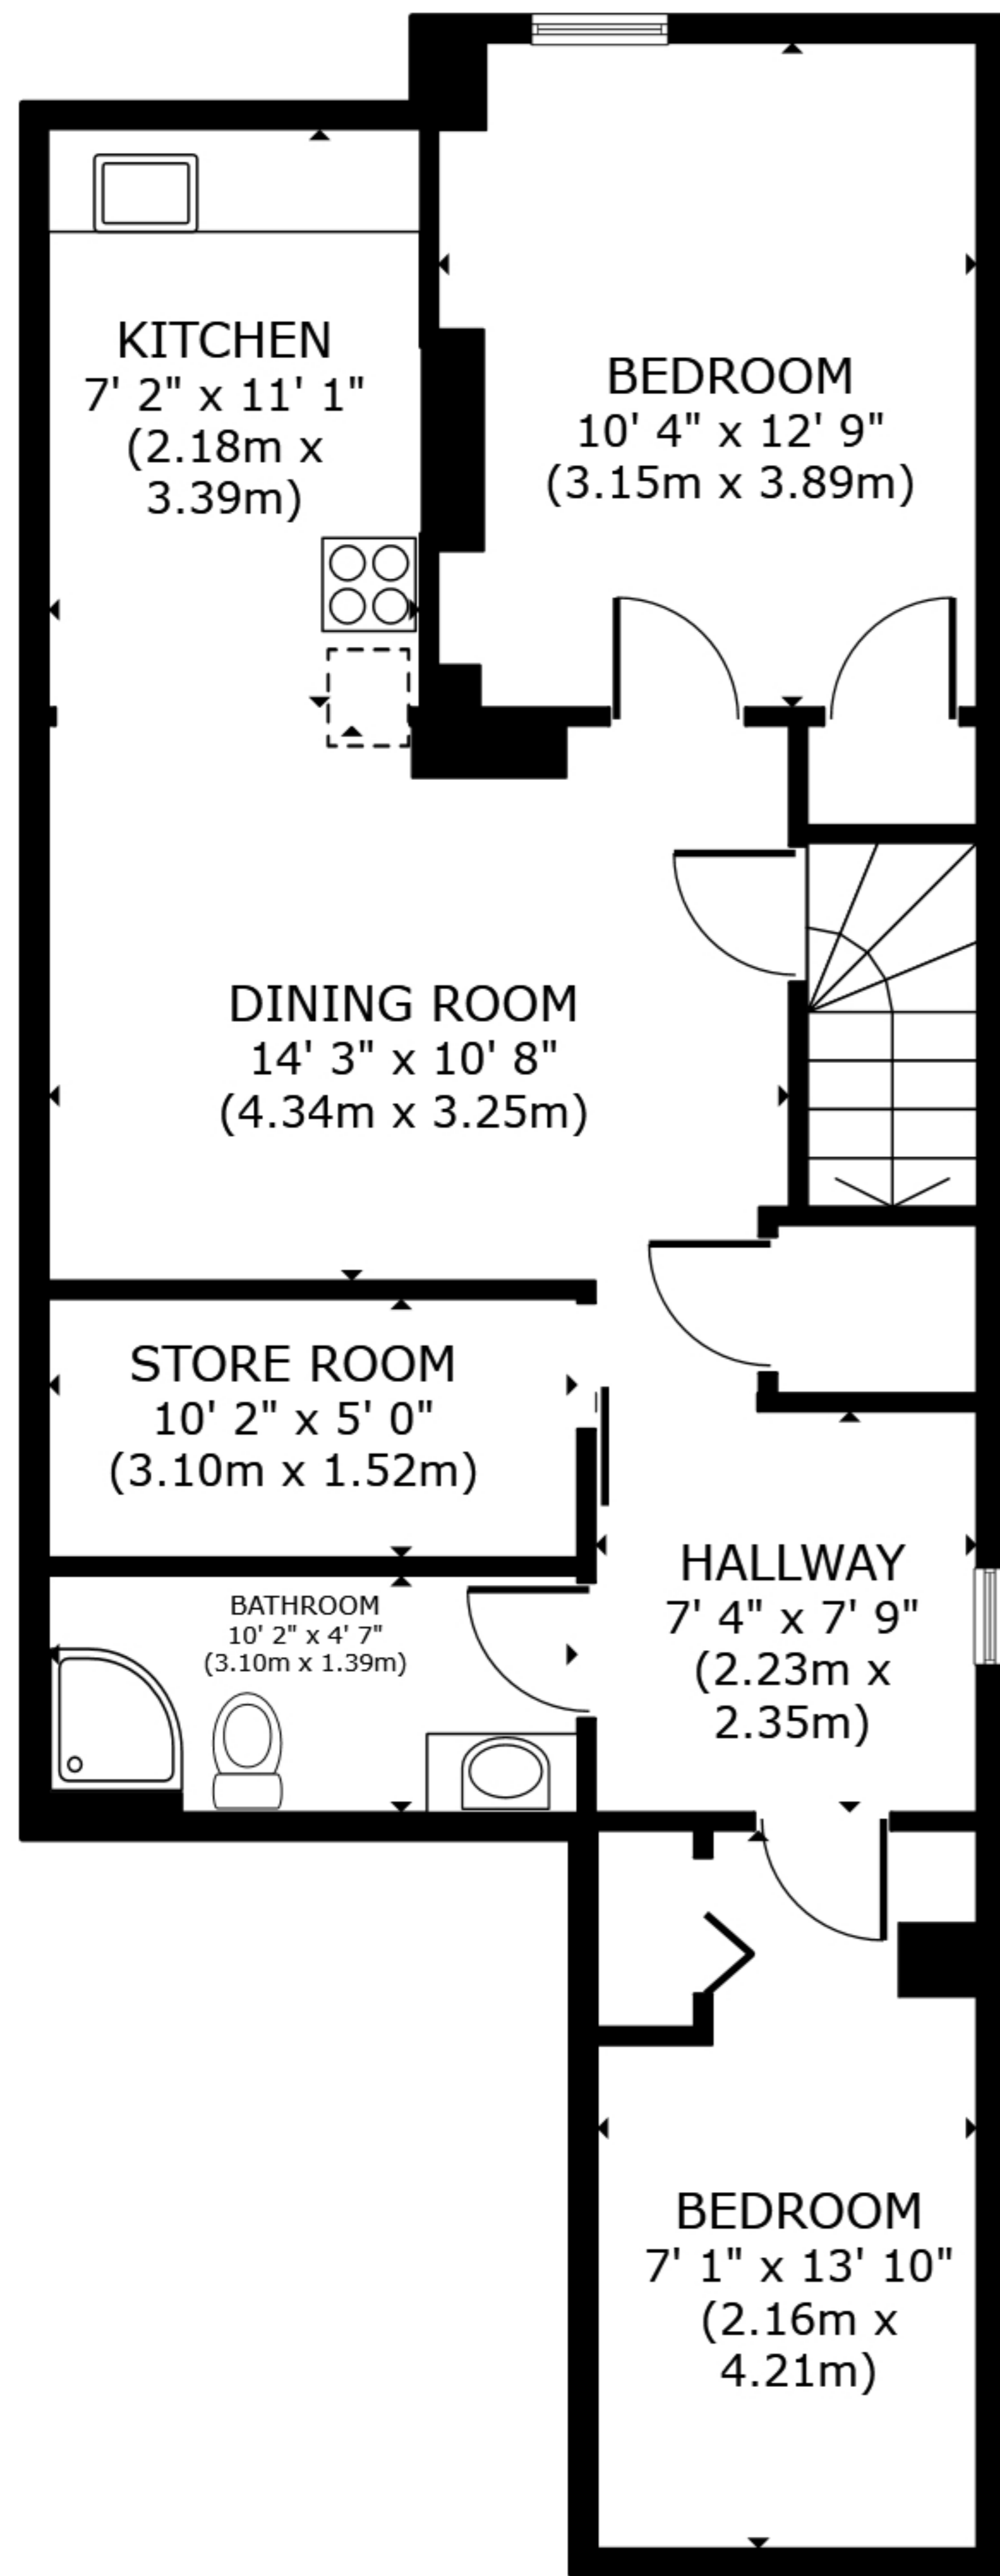 KITCHEN
7' 2" x 11' 1"
(2.18m x
3.39m)
BEDROOM
10' 4" x 12' 9"
(3.15m x 3.89m)
DINING ROOM
14' 3" x 10' 8"
(4.34m x 3.25m)
STORE ROOM
10' 2" x 5' 0"
(3.10m x 1.52m)
HALLWAY
7' 4" x 7' 9"
(2.23m x
2.35m)
BATHROOM
10' 2" x 4' 7"
(3.10m x 1.39m)
BEDROOM
7' 1" x 13' 10"
(2.16m x
4.21m)